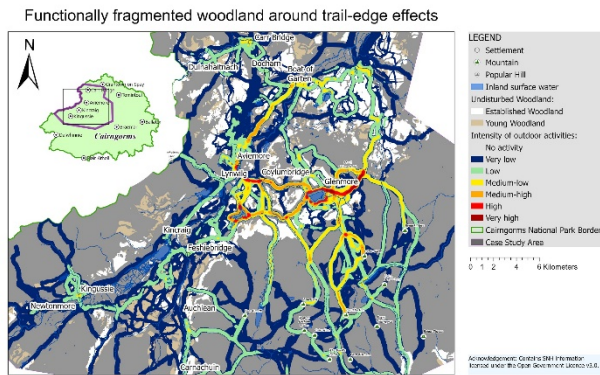 Functionally fragmented woodland around trail-edge effects
N
Carr Bridge
Dulnain
Docharn
Boat of
Garten
Aviemore
Lynwilg
Coylumbridge
Glenmore
Kincraig
Feshiebridge
Kingussie
Newtonmore
Auchlean
Carnachuin
Cairngorms
LEGEND
Settlement
Mountain
Popular Hill
Inland surface water
Undisturbed Woodland:
Established Woodland
Young Woodland
Intensity of outdoor activities:
No activity
Very low
Low
Medium-low
Medium-high
High
Very high
Cairngorms National Park Border
Case Study Area
0 1 2 4 6 Kilometers
Acknowledgement: Contains SNH information
licensed under the Open Government Licence v3.0.